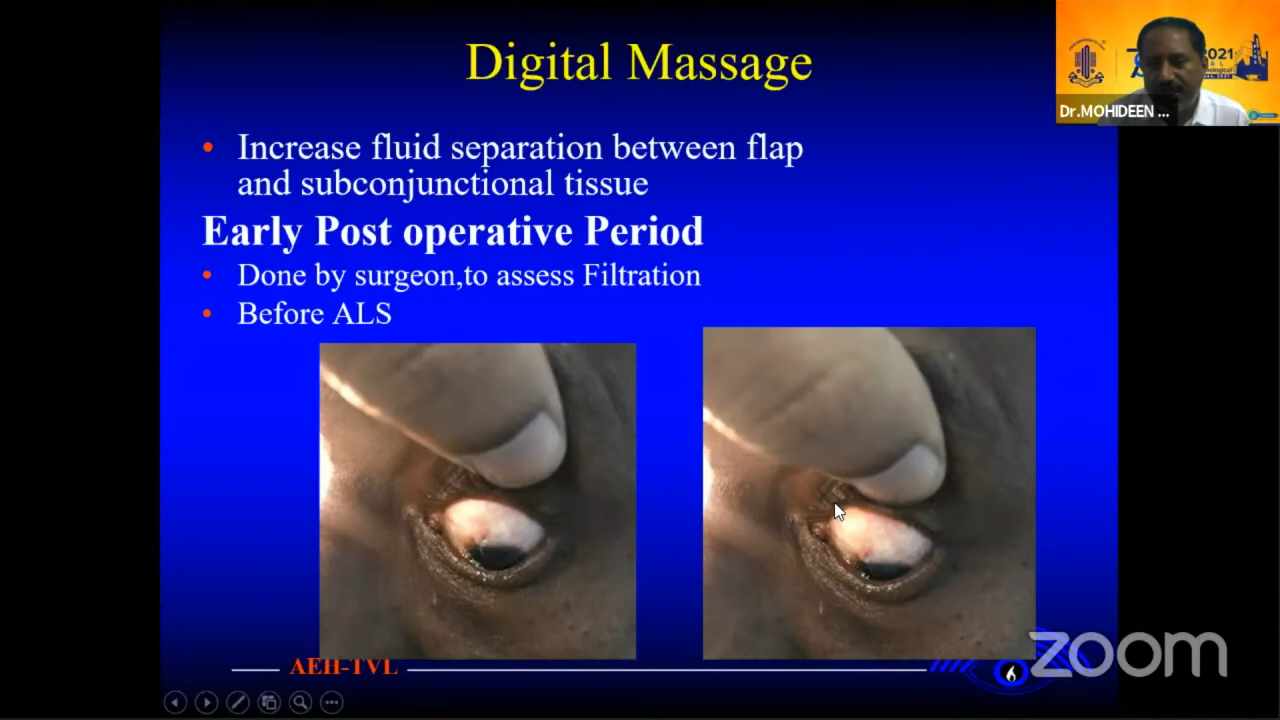 Digital Massage
2021
Dr.MOHIDEEN ...
Increase fluid separation between flap
and subconjunctional tissue
Early Post operative Period
Done by surgeon,to assess Filtration
Before ALS
AEH-TVL
zoom